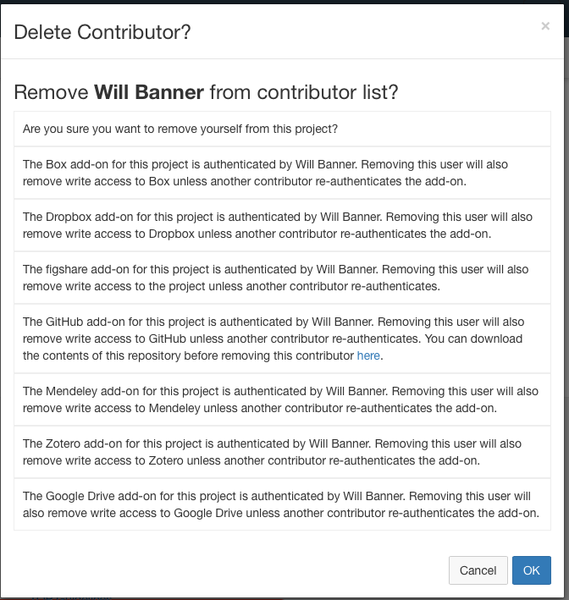 Delete Contributor?
×
Remove Will Banner from contributor list?
Are you sure you want to remove yourself from this project?
The Box add-on for this project is authenticated by Will Banner. Removing this user will also
remove write access to Box unless another contributor re-authenticates the add-on.
The Dropbox add-on for this project is authenticated by Will Banner. Removing this user will also
remove write access to Dropbox unless another contributor re-authenticates the add-on.
The figshare add-on for this project is authenticated by Will Banner. Removing this user will also
remove write access to the project unless another contributor re-authenticates.
The GitHub add-on for this project is authenticated by Will Banner. Removing this user will also
remove write access to GitHub unless another contributor re-authenticates. You can download
the contents of this repository before removing this contributor here.
The Mendeley add-on for this project is authenticated by Will Banner. Removing this user will also
remove write access to Mendeley unless another contributor re-authenticates the add-on.
The Zotero add-on for this project is authenticated by Will Banner. Removing this user will also
remove write access to Zotero unless another contributor re-authenticates the add-on.
The Google Drive add-on for this project is authenticated by Will Banner. Removing this user will
also remove write access to Google Drive unless another contributor re-authenticates the add-on.
Cancel OK